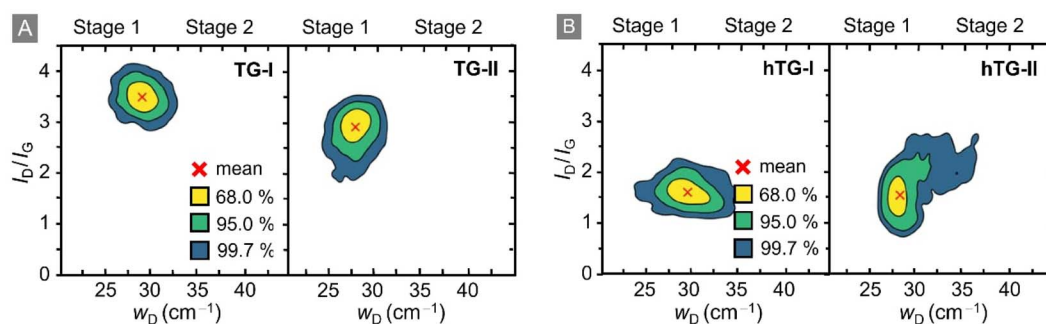 A
Stage 1 Stage 2 Stage 1 Stage 2
TG-I TG-II
4
3
2
1
0
I_D/I_G
mean
68.0 %
95.0 %
99.7 %
25 30 35 40 25 30 35 40
w_D (cm⁻¹) w_D (cm⁻¹)
B
Stage 1 Stage 2 Stage 1 Stage 2
hTG-I hTG-II
4
3
2
1
0
I_D/I_G
mean
68.0 %
95.0 %
99.7 %
25 30 35 40 25 30 35 40
w_D (cm⁻¹) w_D (cm⁻¹)